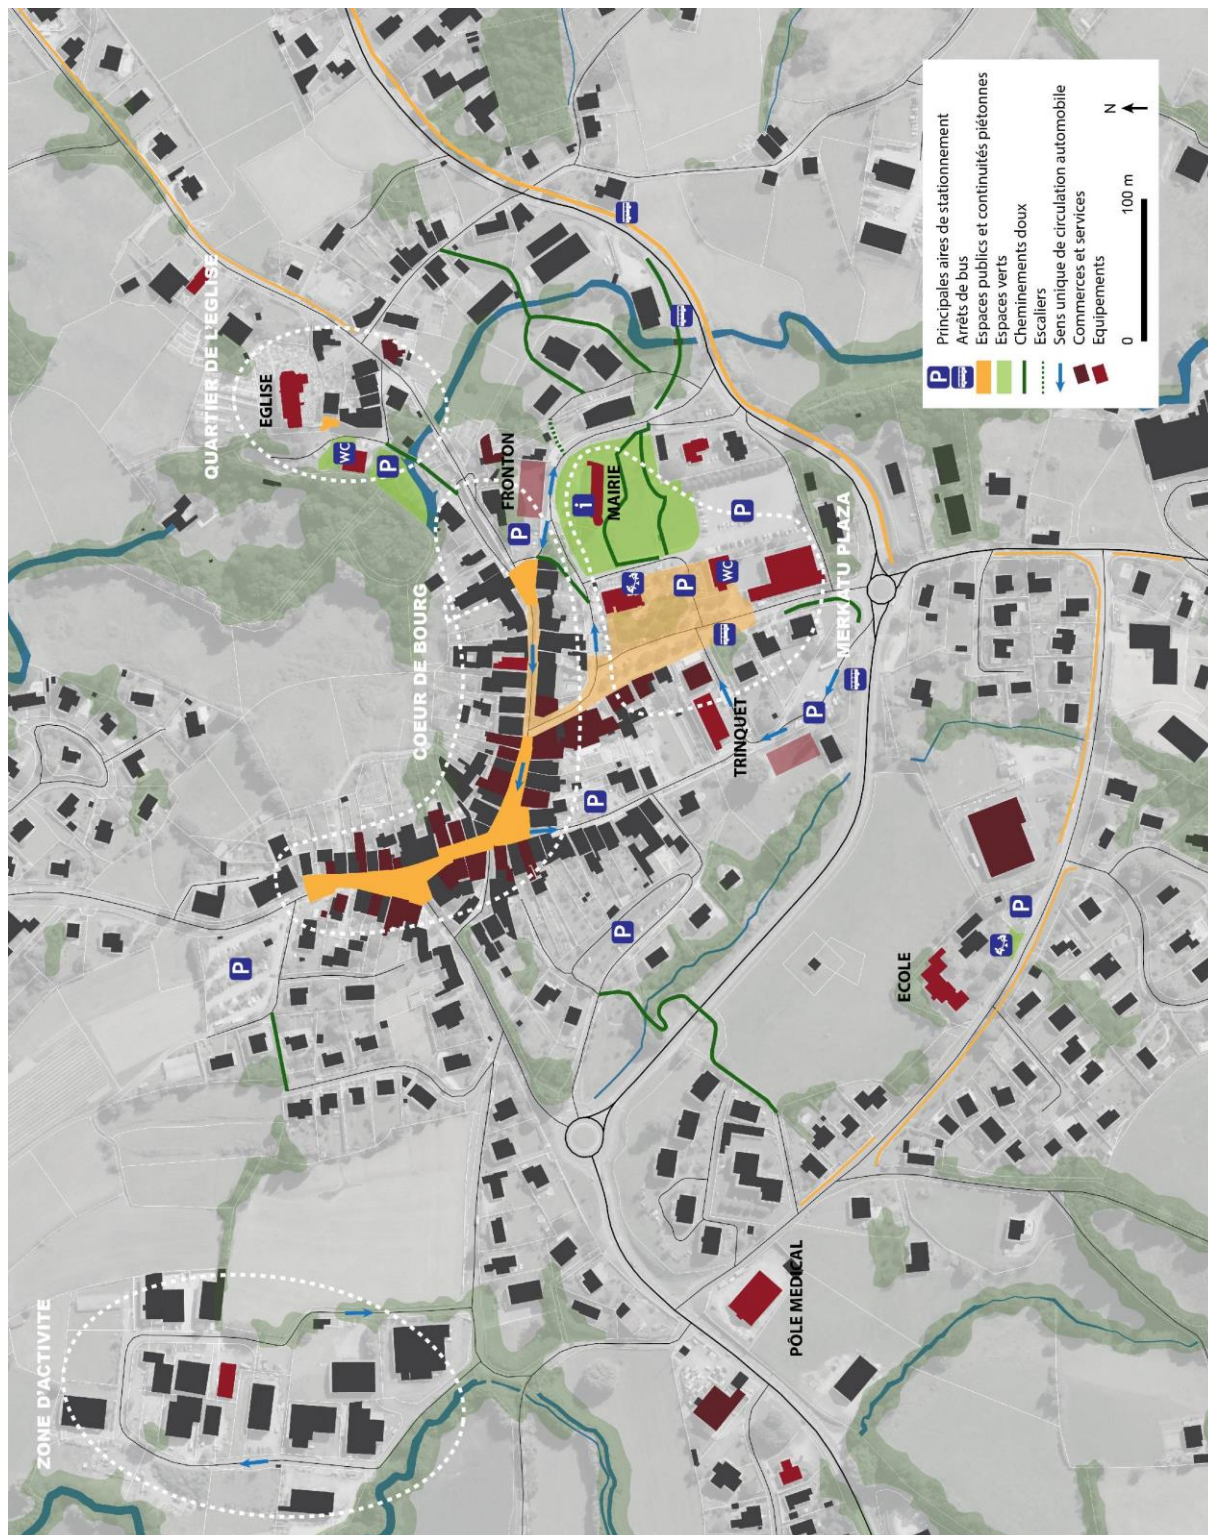 ZONE D'ACTIVITE
QUARTIER DE L'EGLISE
EGLISE
WC
P
COEUR DE BOURG
FRONTON
P
i
MAIRIE
P
WC
P
MERKATU PLAZA
TRINQUET
P
P
P
P
ECOLE
P
PÔLE MEDICAL
P Principales aires de stationnement
Arrêts de bus
Espaces publics et continuités piétonnes
Espaces verts
Cheminements doux
Escaliers
Sens unique de circulation automobile
Commerces et services
Equipements
0 100 m
N